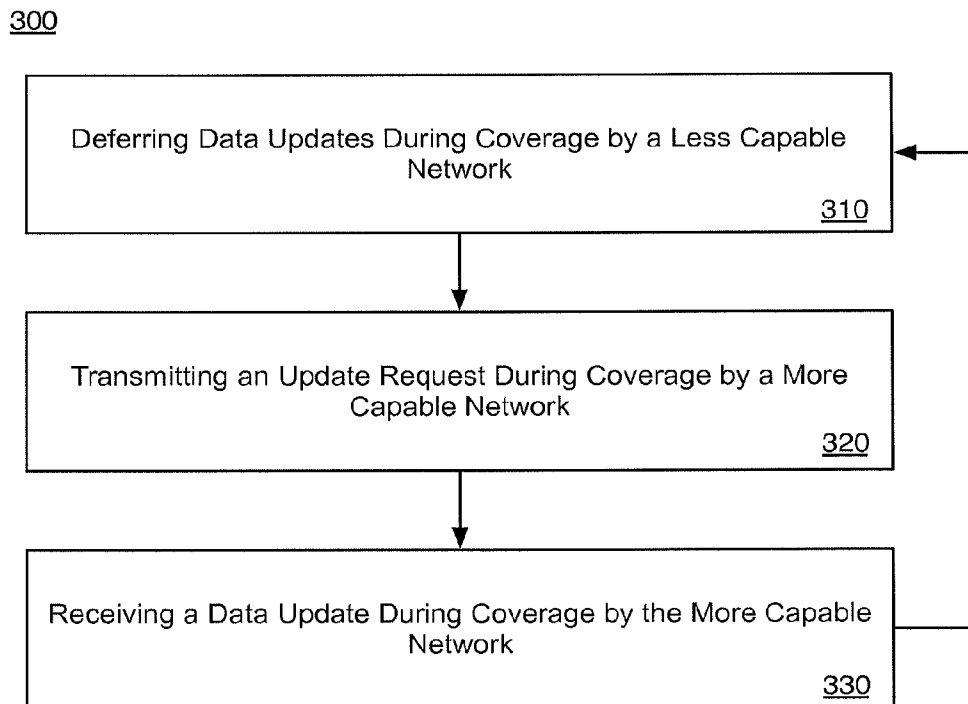 300
Deferring Data Updates During Coverage by a Less Capable
Network
310
Transmitting an Update Request During Coverage by a More
Capable Network
320
Receiving a Data Update During Coverage by the More Capable
Network
330